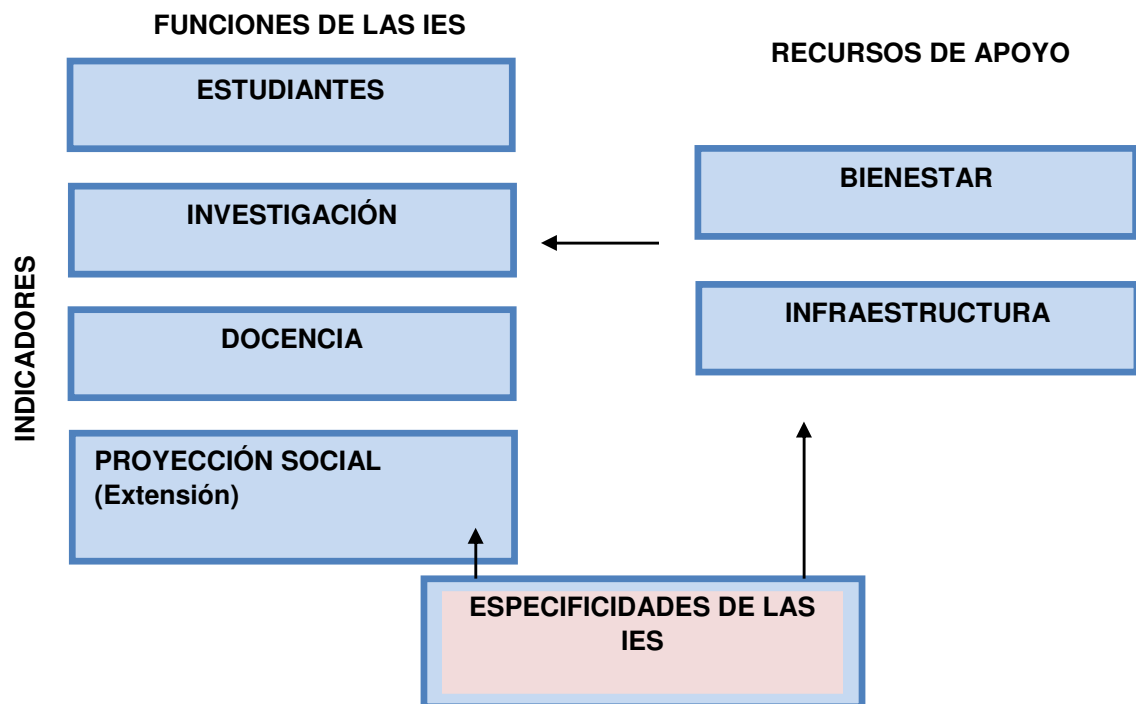 FUNCIONES DE LAS IES
ESTUDIANTES
INVESTIGACIÓN
DOCENCIA
PROYECCIÓN SOCIAL
(Extensión)
INDICADORES
RECURSOS DE APOYO
BIENESTAR
INFRAESTRUCTURA
ESPECIFICIDADES DE LAS
IES